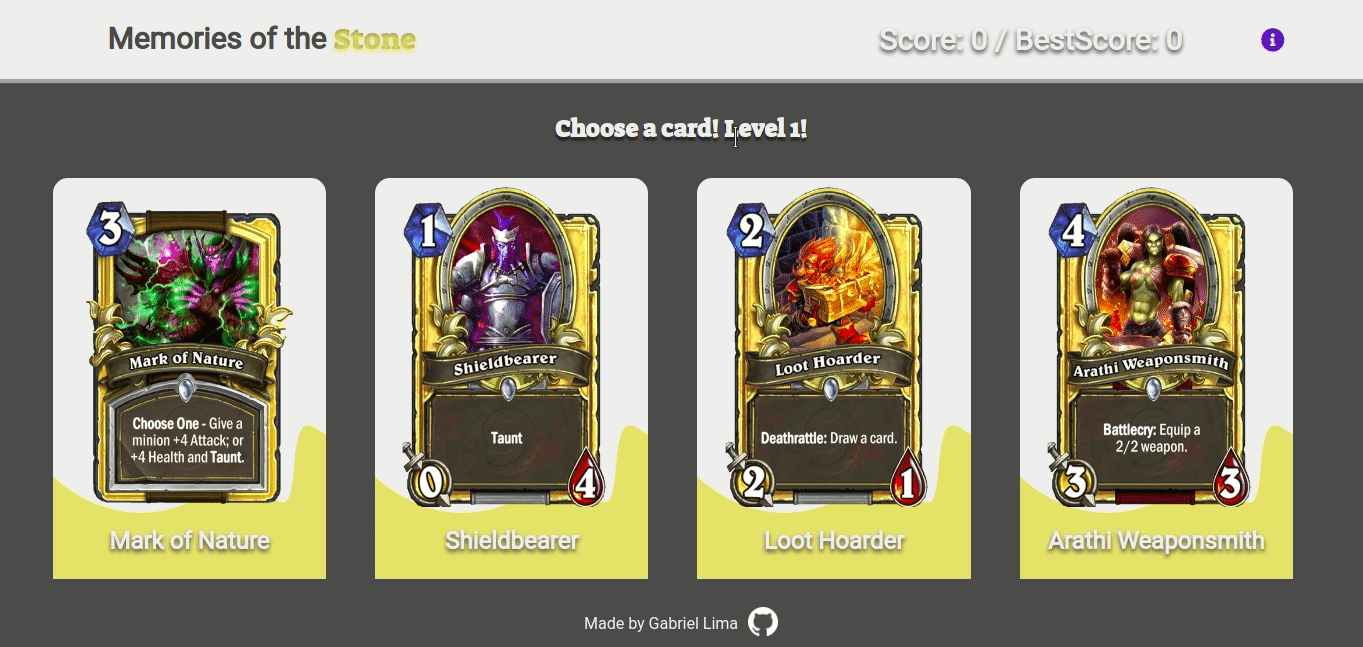 Memories of the Stone
Score: 0 / BestScore: 0
i
Choose a card! Level 1!
3
Mark of Nature
Choose One - Give a
minion +4 Attack; or
+4 Health and Taunt.
Mark of Nature
1
Shieldbearer
Taunt
0
4
Shieldbearer
2
Loot Hoarder
Deathrattle: Draw a card.
2
1
Loot Hoarder
4
Arathi Weaponsmith
Battlecry: Equip a
2/2 weapon.
3
3
Arathi Weaponsmith
Made by Gabriel Lima